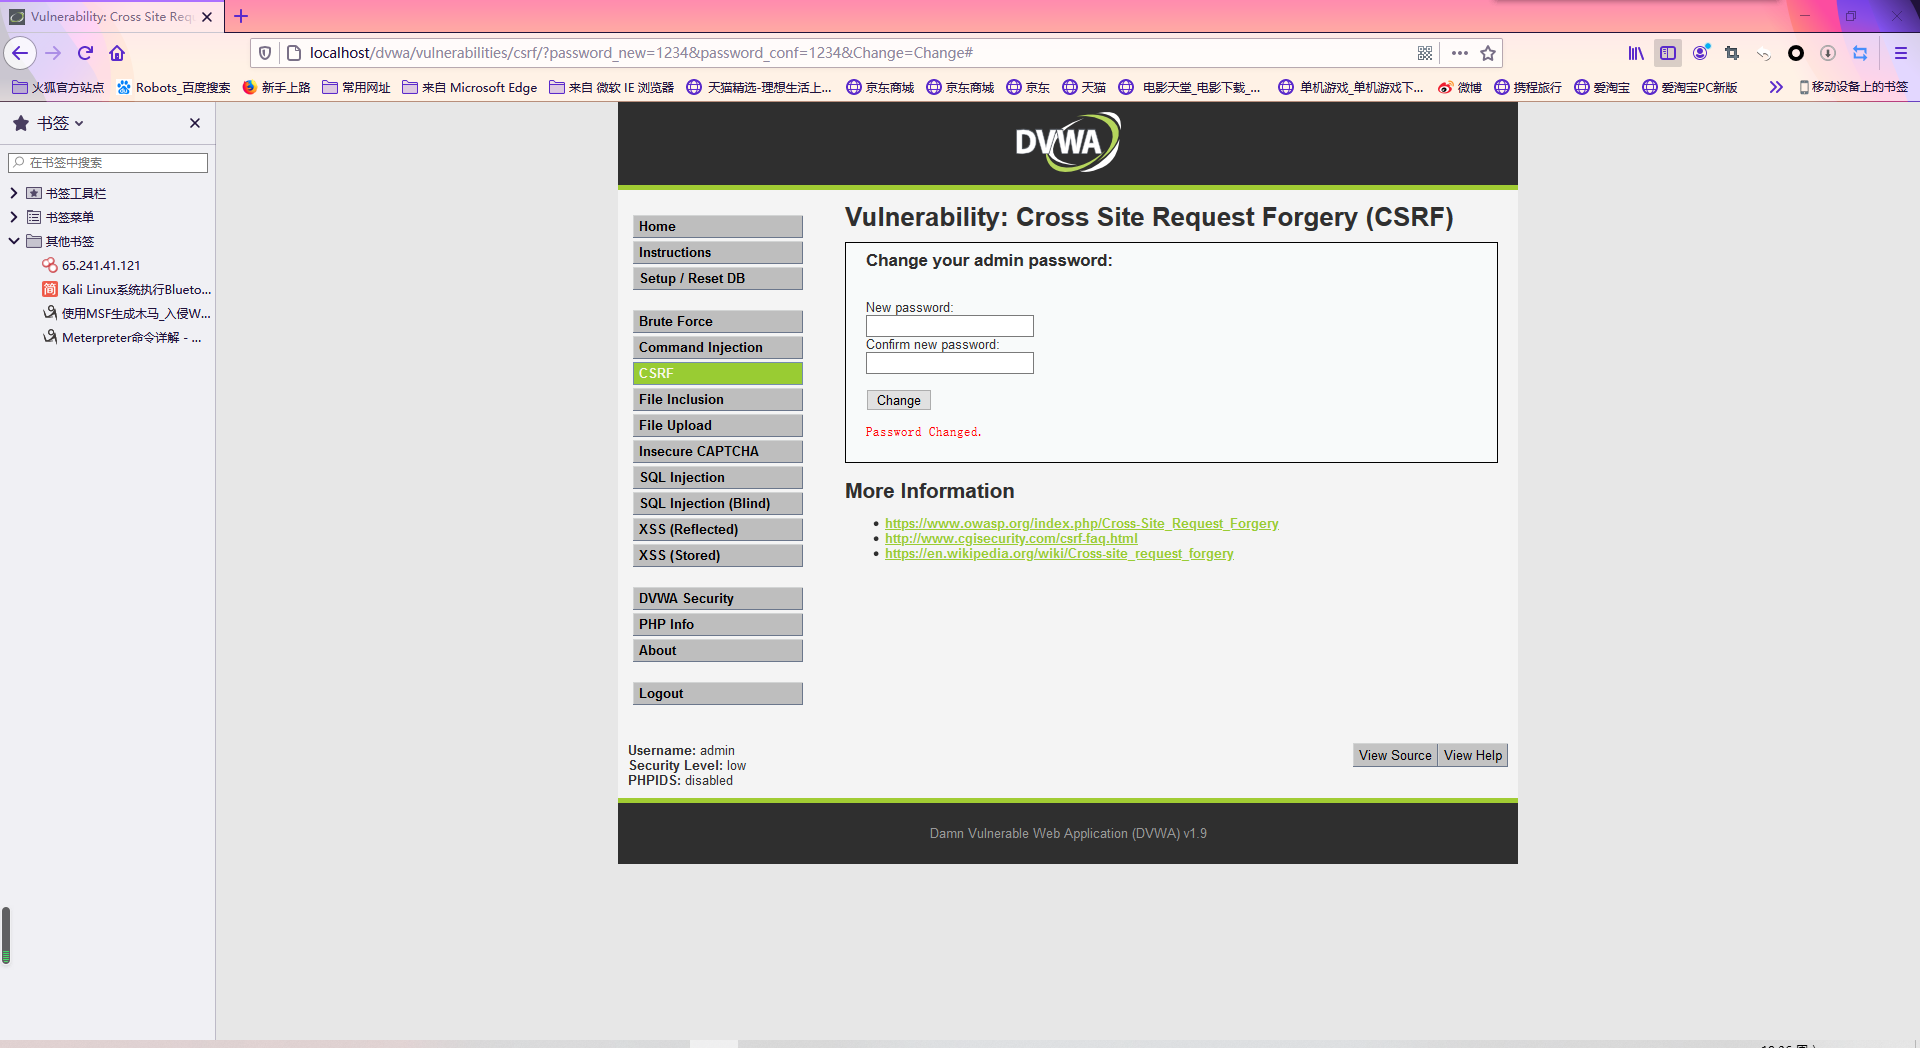 Vulnerability: Cross Site Req
localhost/dvwa/vulnerabilities/csrf/?password_new=1234&password_conf=1234&Change=Change#
火狐官方站点 Robots_百度搜索 新手上路 常用网址 来自 Microsoft Edge 来自 微软 IE 浏览器 天猫精选-理想生活上... 京东商城 京东商城 京东 天猫 电影天堂_电影下载_... 单机游戏_单机游戏下... 微博 携程旅行 爱淘宝 爱淘宝PC新版 移动设备上的书签
书签
在书签中搜索
书签工具栏
书签菜单
其他书签
65.241.41.121
简 Kali Linux系统执行Blueto...
使用MSF生成木马_入侵W...
Meterpreter命令详解 - ...
DVWA
Home
Instructions
Setup / Reset DB
Brute Force
Command Injection
CSRF
File Inclusion
File Upload
Insecure CAPTCHA
SQL Injection
SQL Injection (Blind)
XSS (Reflected)
XSS (Stored)
DVWA Security
PHP Info
About
Logout
Vulnerability: Cross Site Request Forgery (CSRF)
Change your admin password:
New password:
Confirm new password:
Change
Password Changed.
More Information
https://www.owasp.org/index.php/Cross-Site_Request_Forgery
http://www.cgisecurity.com/csrf-faq.html
https://en.wikipedia.org/wiki/Cross-site_request_forgery
Username: admin
Security Level: low
PHPIDS: disabled
View Source View Help
Damn Vulnerable Web Application (DVWA) v1.9